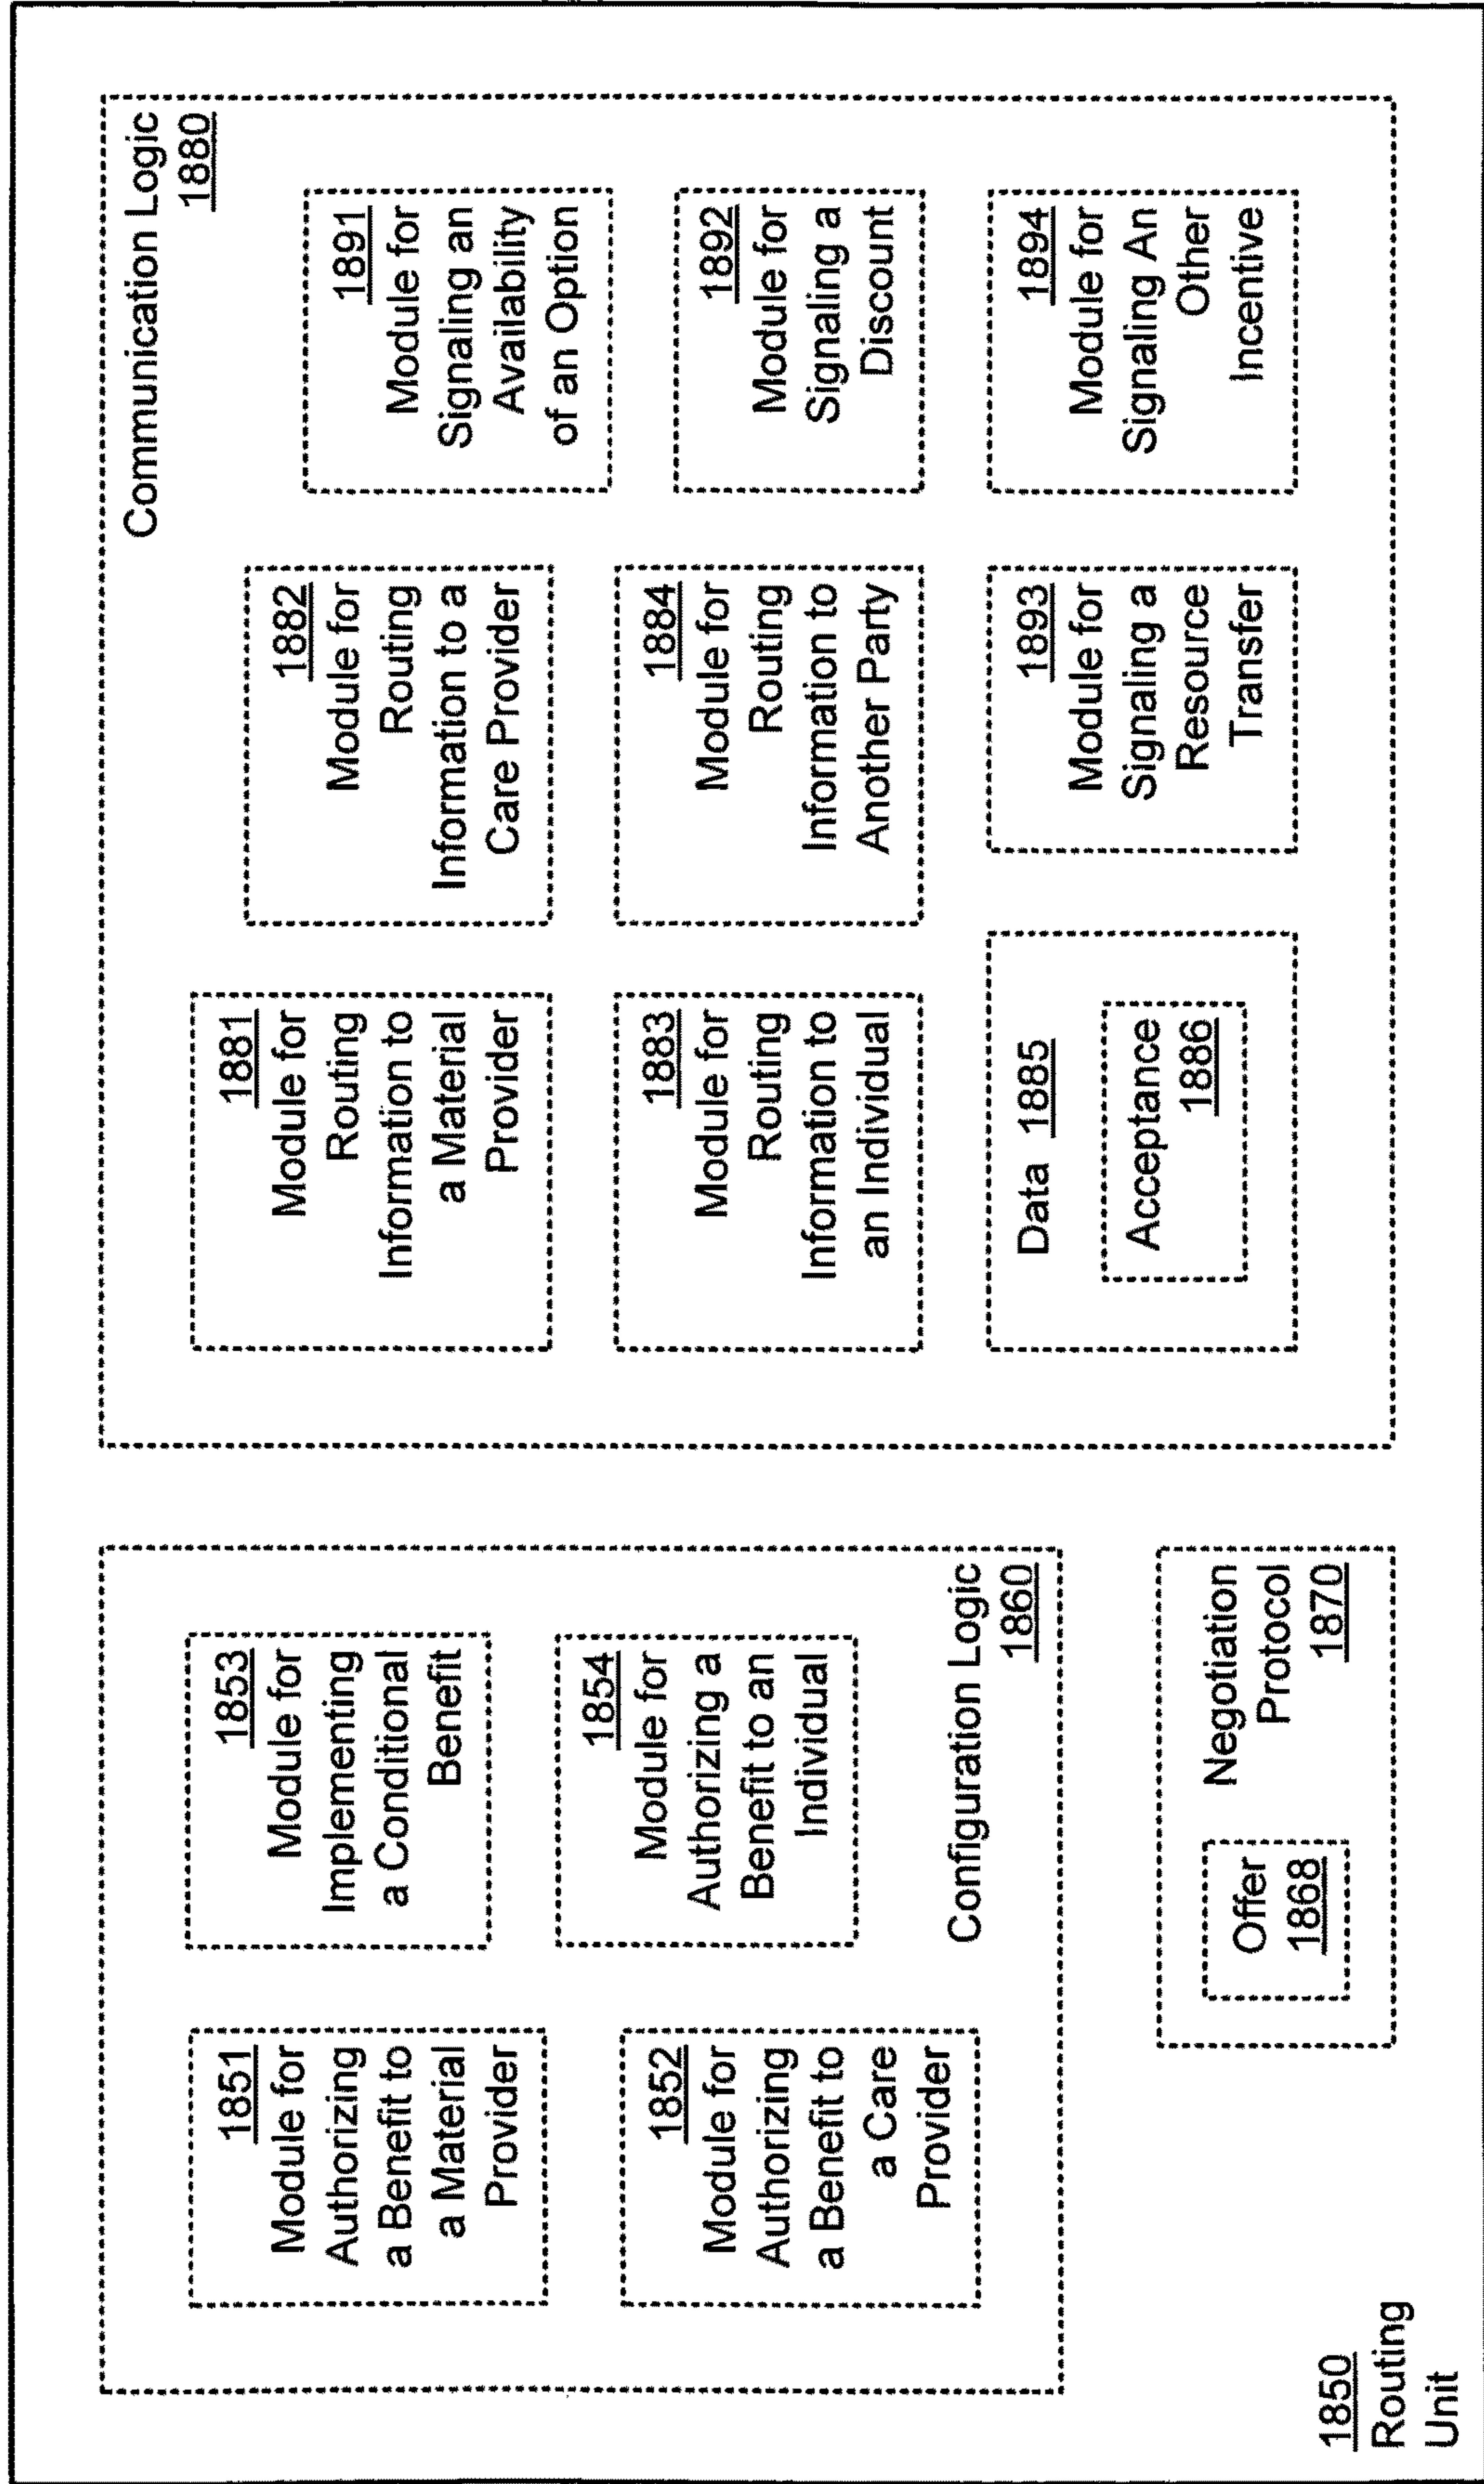 1851
Module for
Authorizing
a Benefit to
a Material
Provider
1853
Module for
Implementing
a Conditional
Benefit
1852
Module for
Authorizing
a Benefit to
a Care
Provider
1854
Module for
Authorizing a
Benefit to an
Individual
Configuration Logic
1860
Offer
1868
Negotiation
Protocol
1870
1850
Routing
Unit
Communication Logic
1880
1881
Module for
Routing
Information to
a Material
Provider
1882
Module for
Routing
Information to a
Care Provider
1891
Module for
Signaling an
Availability
of an Option
1883
Module for
Routing
Information to
an Individual
1884
Module for
Routing
Information to
Another Party
1892
Module for
Signaling a
Discount
Data 1885
Acceptance
1886
1893
Module for
Signaling a
Resource
Transfer
1894
Module for
Signaling An
Other
Incentive